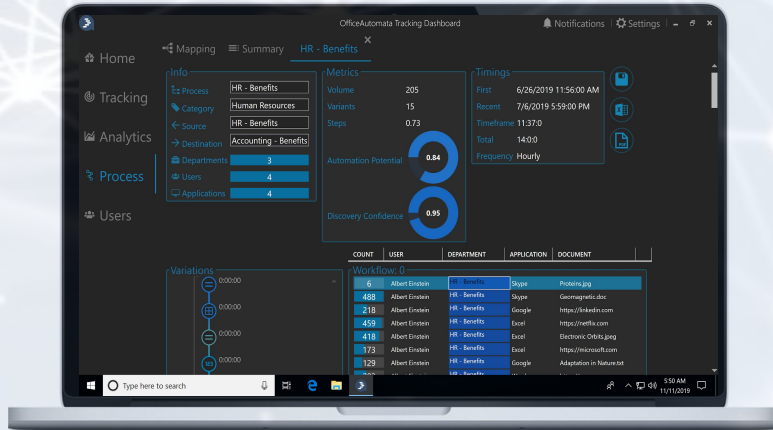 OfficeAutomata Tracking Dashboard
Notifications
Settings
Home
Tracking
Analytics
Process
Users
Mapping
Summary
HR - Benefits
Info
Process HR - Benefits
Category Human Resources
Source HR - Benefits
Destination Accounting - Benefits
Departments 3
Users 4
Applications 4
Metrics
Volume 205
Variants 15
Steps 0.73
Automation Potential 0.84
Discovery Confidence 0.95
Timings
First 6/26/2019 11:56:00 AM
Recent 7/6/2019 5:59:00 PM
Timeframe 11:37:0
Total 14:0:0
Frequency Hourly
PDF
Variations
0:00:00
0:00:00
0:00:00
0:00:00
COUNT USER DEPARTMENT APPLICATION DOCUMENT
Workflow: 0
6 Albert Einstein HR - Benefits Skype Proteins.jpg
488 Albert Einstein HR - Benefits Skype Geomagnetic.doc
218 Albert Einstein HR - Benefits Google https://linkedin.com
459 Albert Einstein HR - Benefits Excel https://netflix.com
418 Albert Einstein HR - Benefits Excel Electronic Orbits.jpeg
173 Albert Einstein HR - Benefits Excel https://microsoft.com
129 Albert Einstein HR - Benefits Google Adaptation in Nature.txt
Albert Einstein HR - Benefits
Type here to search
5:50 AM
11/11/2019